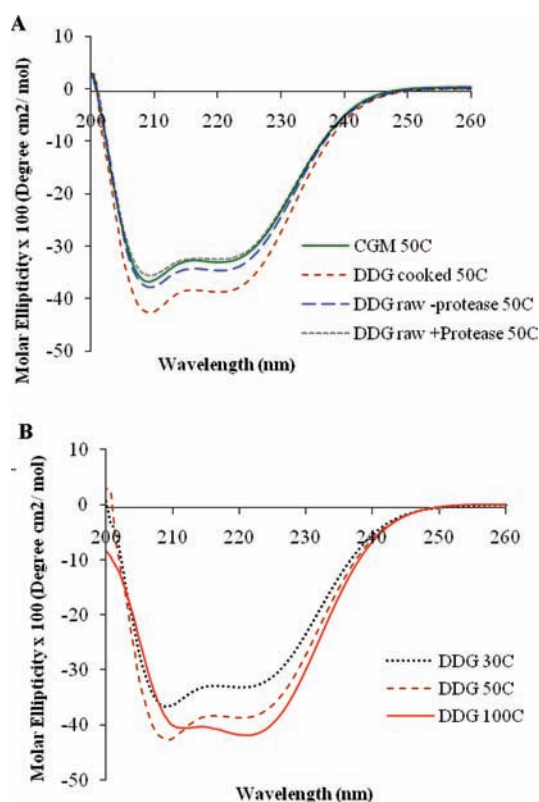 A
Molar Ellipticity x 100 (Degree cm2/ mol)
10
0
-10
-20
-30
-40
-50
200 210 220 230 240 250 260
CGM 50C
DDG cooked 50C
DDG raw -protease 50C
DDG raw +Protease 50C
Wavelength (nm)
B
Molar Ellipticity x 100 (Degree cm2/ mol)
10
0
-10
-20
-30
-40
-50
200 210 220 230 240 250 260
DDG 30C
DDG 50C
DDG 100C
Wavelength (nm)